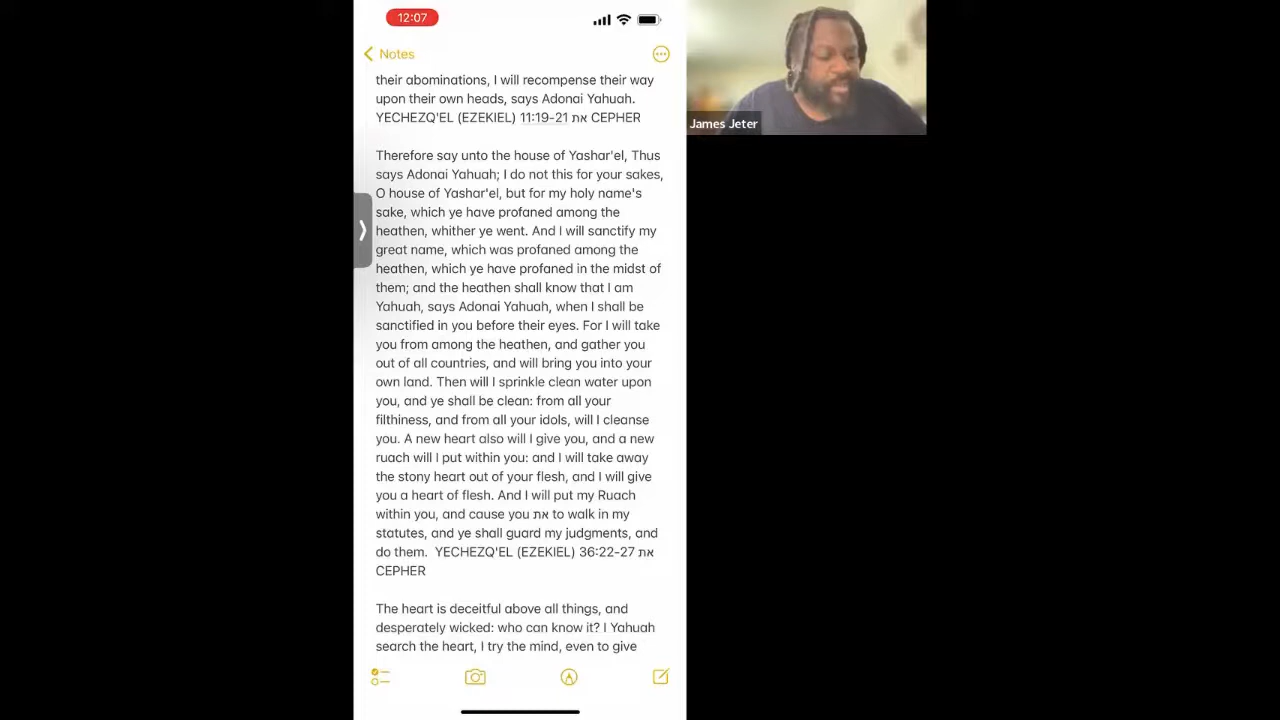 12:07
Notes
their abominations, I will recompense their way
upon their own heads, says Adonai Yahuah.
YECHEZQ'EL (EZEKIEL) 11:19-21 את CEPHER
Therefore say unto the house of Yashar'el, Thus
says Adonai Yahuah; I do not this for your sakes,
O house of Yashar'el, but for my holy name's
sake, which ye have profaned among the
heathen, whither ye went. And I will sanctify my
great name, which was profaned among the
heathen, which ye have profaned in the midst of
them; and the heathen shall know that I am
Yahuah, says Adonai Yahuah, when I shall be
sanctified in you before their eyes. For I will take
you from among the heathen, and gather you
out of all countries, and will bring you into your
own land. Then will I sprinkle clean water upon
you, and ye shall be clean: from all your
filthiness, and from all your idols, will I cleanse
you. A new heart also will I give you, and a new
ruach will I put within you: and I will take away
the stony heart out of your flesh, and I will give
you a heart of flesh. And I will put my Ruach
within you, and cause you את to walk in my
statutes, and ye shall guard my judgments, and
do them.  YECHEZQ'EL (EZEKIEL) 36:22-27 את
CEPHER
The heart is deceitful above all things, and
desperately wicked: who can know it? I Yahuah
search the heart, I try the mind, even to give
James Jeter